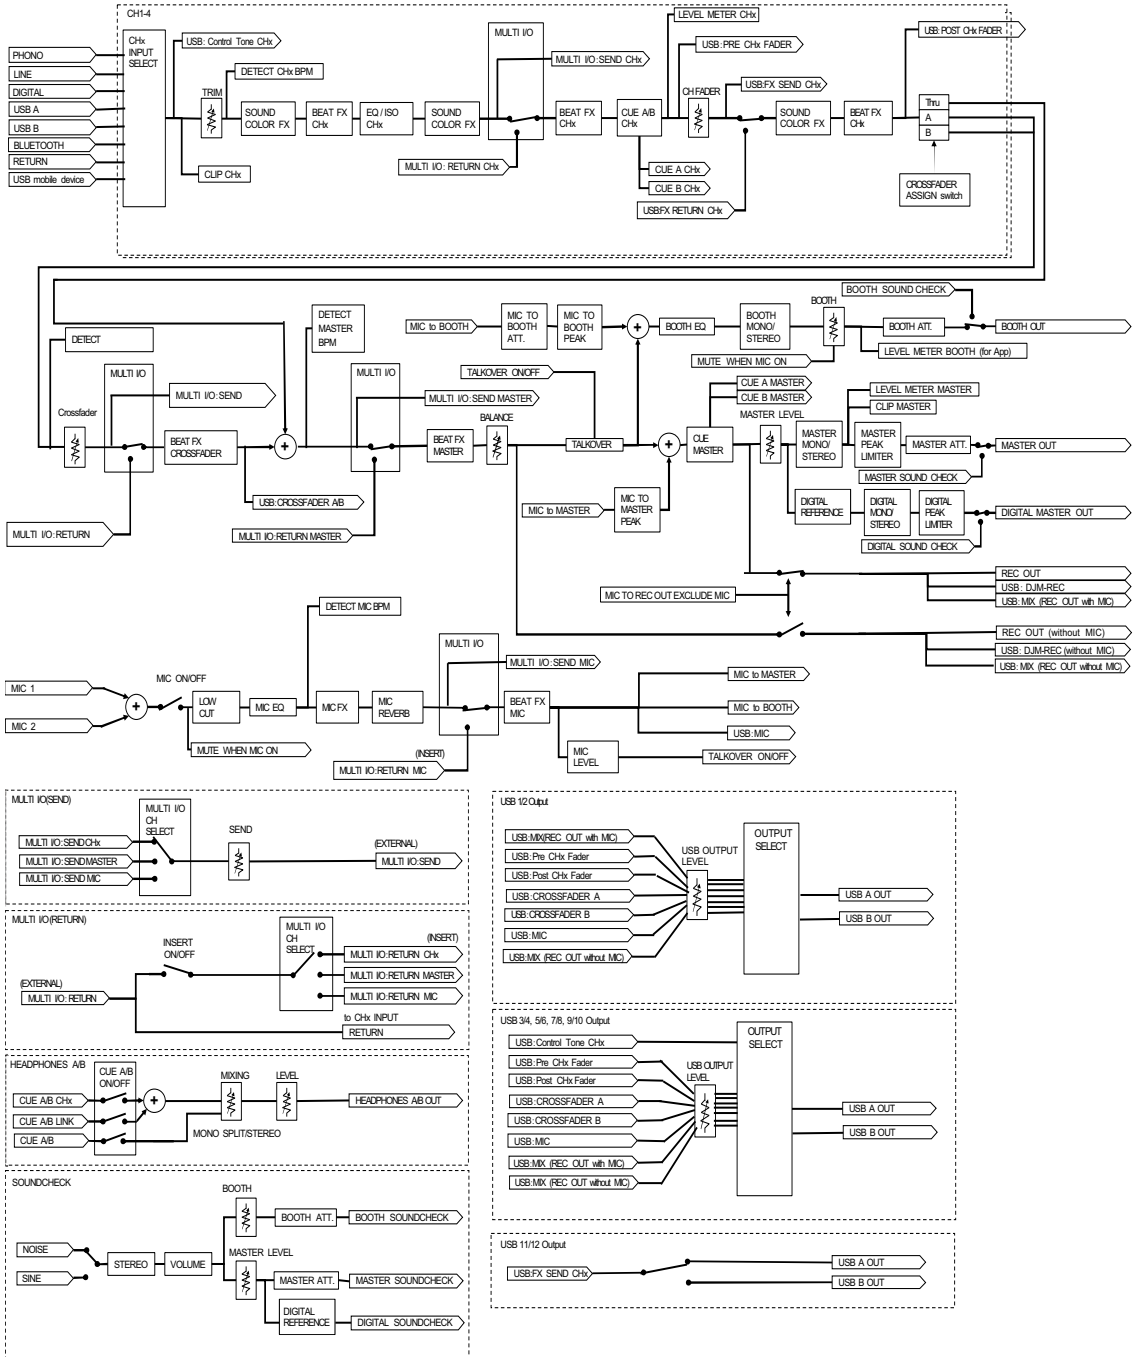 CH1-4
CHx
INPUT
SELECT
PHONO
LINE
DIGITAL
USB A
USB B
BLUETOOTH
RETURN
USB mobile device
USB: Control Tone CHx
DETECT CHx BPM
TRIM
CLIP CHx
SOUND
COLOR FX
BEAT FX
CHx
EQ / ISO
CHx
SOUND
COLOR FX
MULTI I/O
MULTI I/O: SEND CHx
MULTI I/O: RETURN CHx
BEAT FX
CHx
CUE A/B
CHx
LEVEL METER CHx
USB: PRE CHx FADER
CH FADER
USB:FX SEND CHx
CUE A CHx
CUE B CHx
USB:FX RETURN CHx
SOUND
COLOR FX
BEAT FX
CHx
USB: POST CHx FADER
Thru
A
B
CROSSFADER
ASSIGN switch
DETECT
DETECT
MASTER
BPM
MULTI I/O
MULTI I/O: SEND
Crossfader
BEAT FX
CROSSFADER
MULTI I/O: RETURN
USB:CROSSFADER A/B
MULTI I/O
MULTI I/O: SEND MASTER
MULTI I/O:RETURN MASTER
BEAT FX
MASTER
BALANCE
MIC to BOOTH
MIC TO
BOOTH
ATT.
MIC TO
BOOTH
PEAK
BOOTH EQ
BOOTH
MONO/
STEREO
BOOTH
BOOTH SOUND CHECK
BOOTH ATT.
BOOTH OUT
LEVEL METER BOOTH (for App)
MUTE WHEN MIC ON
TALKOVER ON/OFF
TALKOVER
CUE A MASTER
CUE B MASTER
CUE
MASTER
MASTER LEVEL
LEVEL METER MASTER
CLIP MASTER
MASTER
MONO/
STEREO
MASTER
PEAK
LIMITER
MASTER ATT.
MASTER OUT
MASTER SOUND CHECK
MIC to MASTER
MIC TO
MASTER
PEAK
DIGITAL
REFERENCE
DIGITAL
MONO/
STEREO
DIGITAL
PEAK
LIMITER
DIGITAL MASTER OUT
DIGITAL SOUND CHECK
MIC TO REC OUT EXCLUDE MIC
REC OUT
USB: DJM-REC
USB: MIX (REC OUT with MIC)
REC OUT (without MIC)
USB: DJM-REC (without MIC)
USB: MIX (REC OUT without MIC)
MIC 1
MIC 2
MIC ON/OFF
MUTE WHEN MIC ON
LOW
CUT
MIC EQ
DETECT MIC BPM
MIC FX
MIC
REVERB
MULTI I/O
MULTI I/O: SEND MIC
(INSERT)
MULTI I/O: RETURN MIC
BEAT FX
MIC
MIC to MASTER
MIC to BOOTH
USB: MIC
MIC
LEVEL
TALKOVER ON/OFF
MULTI I/O(SEND)
MULTI I/O
CH
SELECT
MULTI I/O: SEND CHx
MULTI I/O: SEND MASTER
MULTI I/O: SEND MIC
SEND
(EXTERNAL)
MULTI I/O: SEND
MULTI I/O (RETURN)
MULTI I/O
CH
SELECT
INSERT
ON/OFF
(EXTERNAL)
MULTI I/O: RETURN
(INSERT)
MULTI I/O: RETURN CHx
MULTI I/O: RETURN MASTER
MULTI I/O: RETURN MIC
to CHx INPUT
RETURN
HEADPHONES A/B
CUE A/B
ON/OFF
CUE A/B CHx
CUE A/B LINK
CUE A/B
MIXING
LEVEL
MONO SPLIT/STEREO
HEADPHONES A/B OUT
SOUNDCHECK
NOISE
SINE
STEREO
VOLUME
BOOTH
BOOTH ATT.
BOOTH SOUNDCHECK
MASTER LEVEL
MASTER ATT.
MASTER SOUNDCHECK
DIGITAL
REFERENCE
DIGITAL SOUNDCHECK
USB 1/2 Output
USB:MIX(REC OUT with MIC)
USB: Pre CHx Fader
USB: Post CHx Fader
USB:CROSSFADER A
USB:CROSSFADER B
USB: MIC
USB:MIX (REC OUT without MIC)
USB OUTPUT
LEVEL
OUTPUT
SELECT
USB A OUT
USB B OUT
USB 3/4, 5/6, 7/8, 9/10 Output
USB:Control Tone CHx
USB: Pre CHx Fader
USB: Post CHx Fader
USB:CROSSFADER A
USB:CROSSFADER B
USB: MIC
USB: MIX (REC OUT with MIC)
USB: MIX (REC OUT without MIC)
USB OUTPUT
LEVEL
OUTPUT
SELECT
USB A OUT
USB B OUT
USB 11/12 Output
USB:FX SEND CHx
USB A OUT
USB B OUT